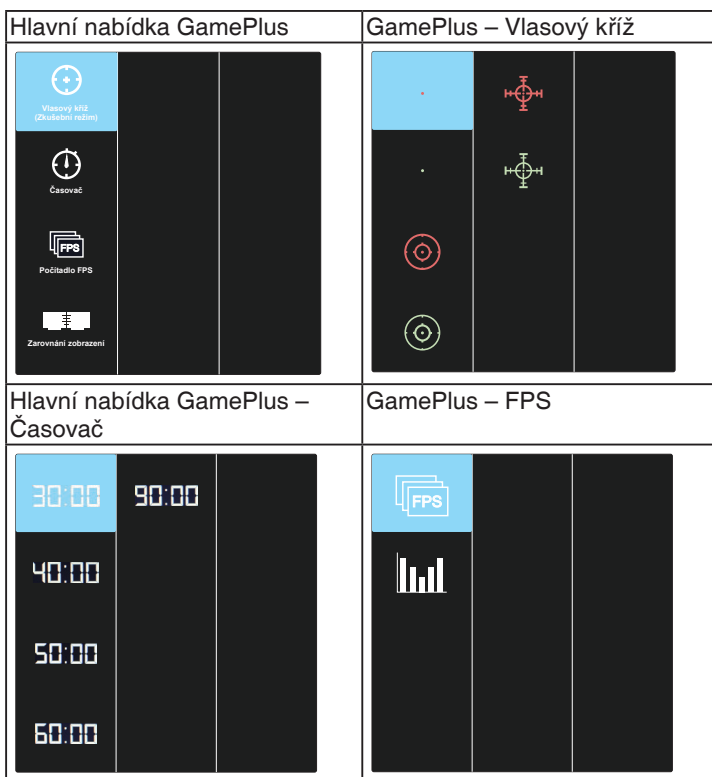 Hlavní nabídka GamePlus
GamePlus – Vlasový kříž
Vlasový kříž
(Zkušební režim)
Časovač
FPS
Počítadlo FPS
Zarovnání zobrazení
Hlavní nabídka GamePlus –
Časovač
GamePlus – FPS
30:00
90:00
40:00
50:00
60:00
FPS